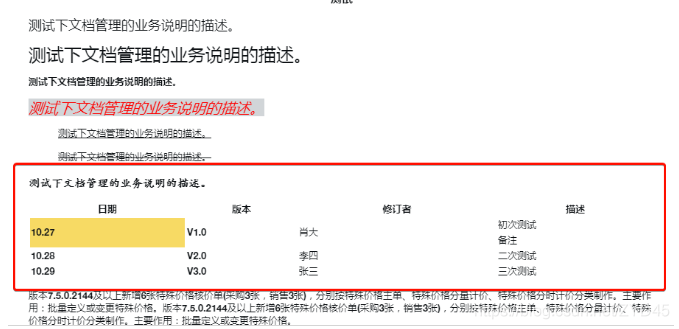 测试
测试下文档管理的业务说明的描述。
测试下文档管理的业务说明的描述。
测试下文档管理的业务说明的描述。
测试下文档管理的业务说明的描述。
测试下文档管理的业务说明的描述。
测试下文档管理的业务说明的描述。
测试下文档管理的业务说明的描述。
日期 版本 修订者 描述
10.27 V1.0 肖大 初次测试
备注
10.28 V2.0 李四 二次测试
10.29 V3.0 张三 三次测试
版本7.5.0.2144及以上新增6张特殊价格核价单(采购3张，销售3张)，分别按特殊价格主单、特殊价格分量计价、特殊价格分时计价分类制作。主要作
用：批量定义或变更特殊价格。版本7.5.0.2144及以上新增6张特殊价格核价单(采购3张，销售3张)，分别按特殊价格主单、特殊价格分量计价、特殊
价格分时计价分类制作。主要作用：批量定义或变更特殊价格。